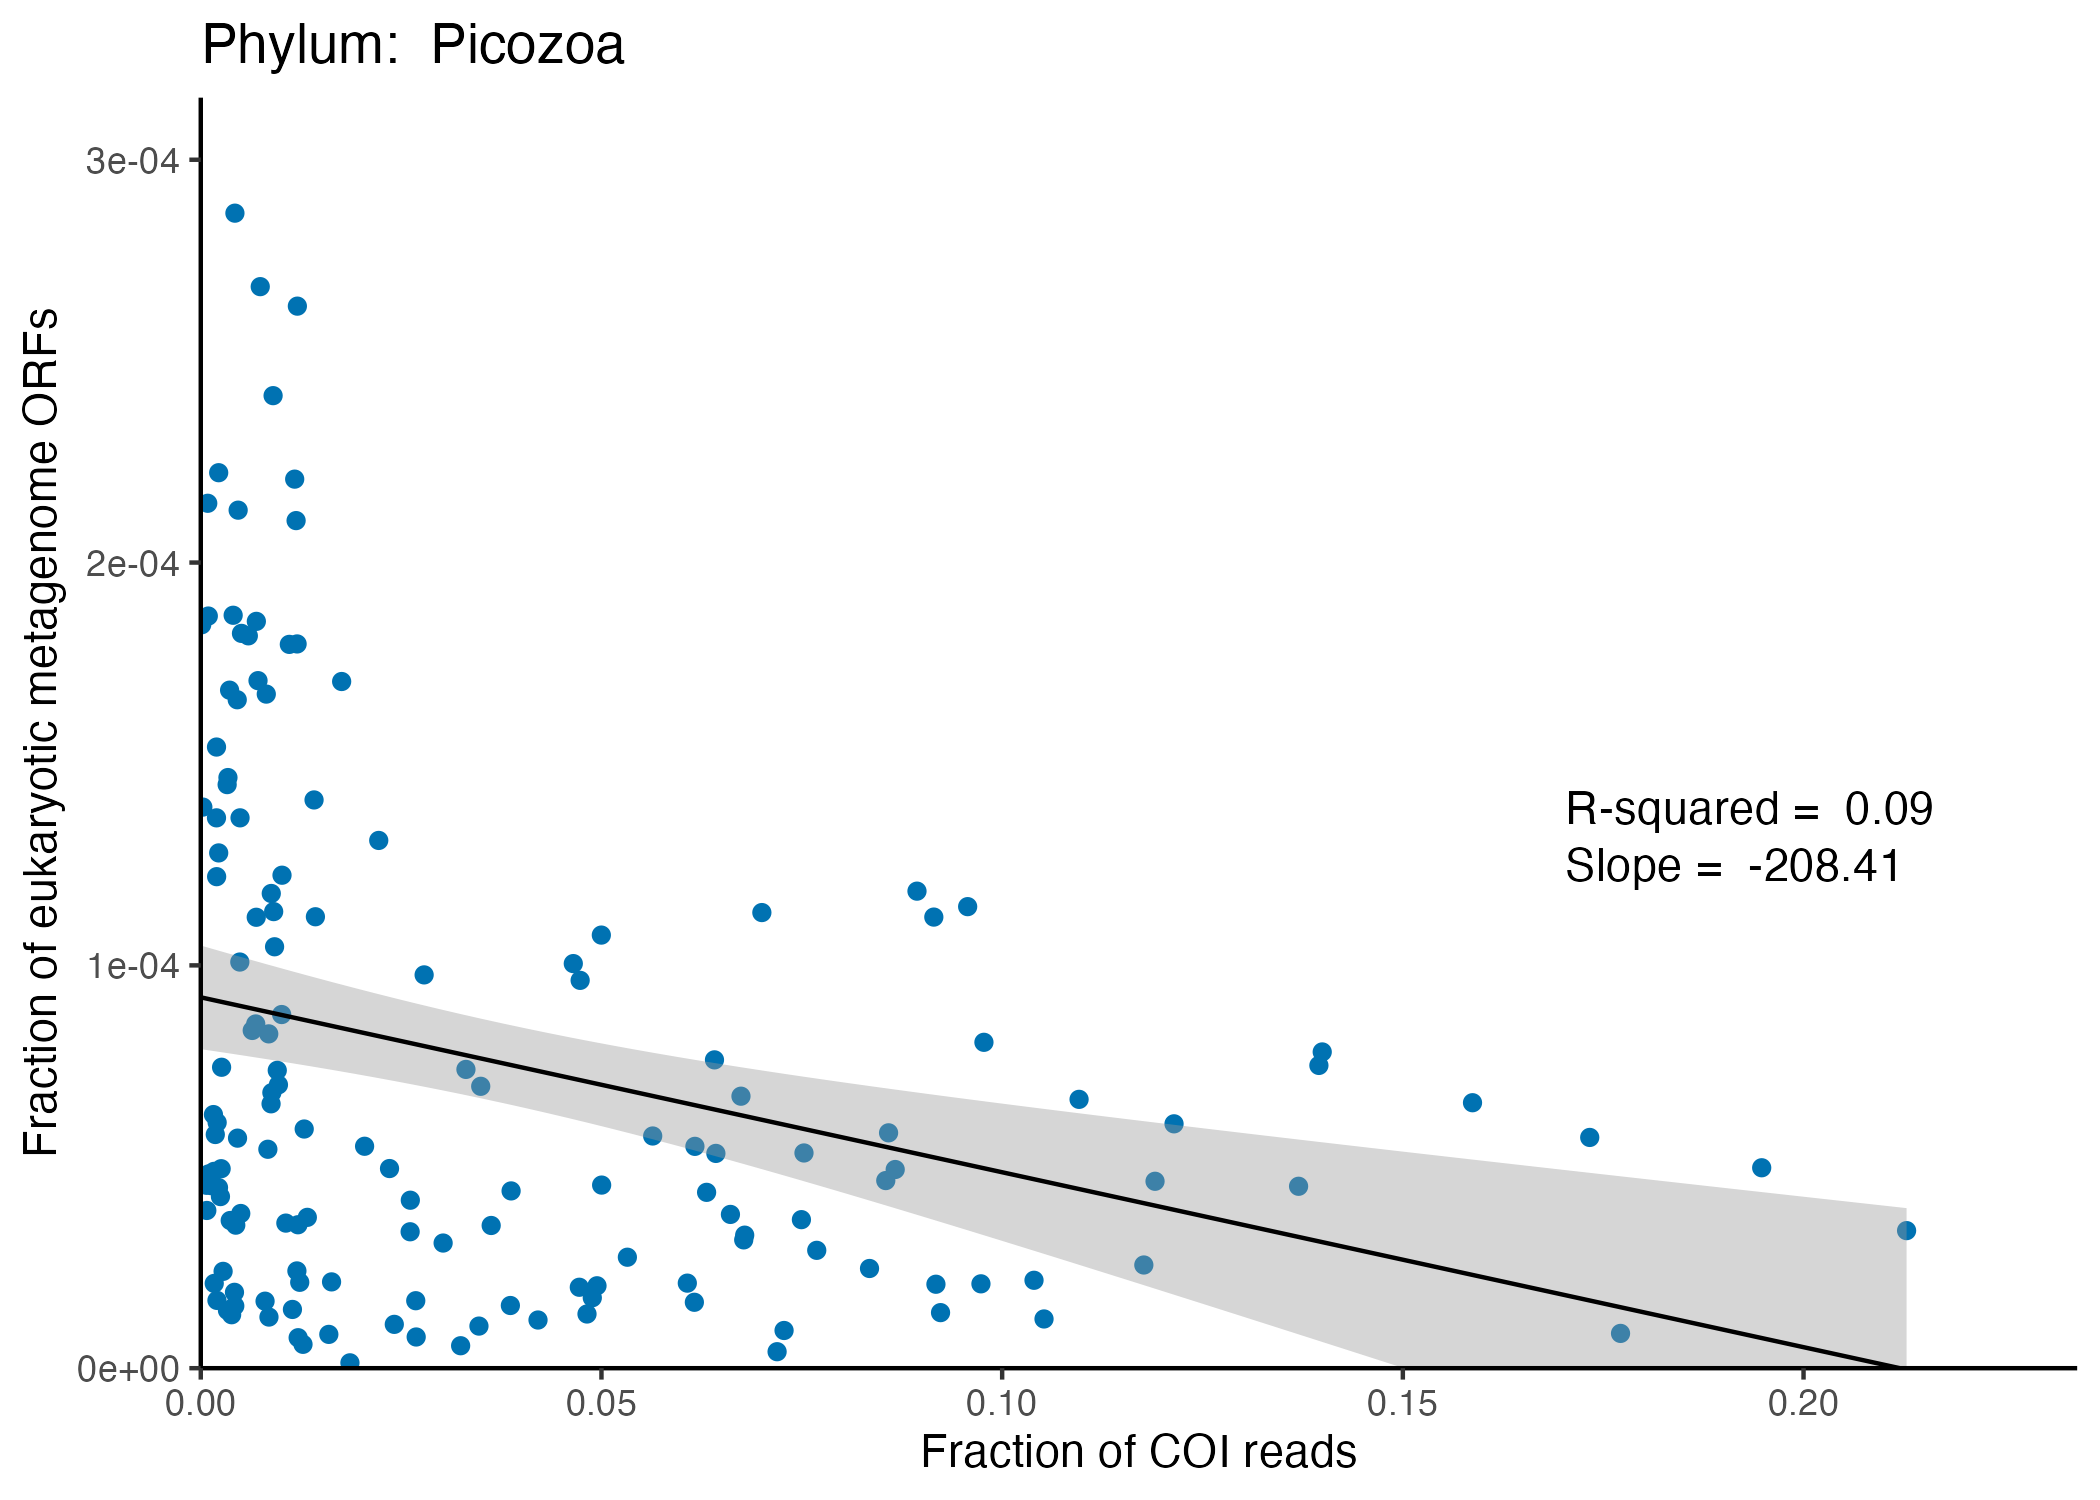 Phylum:  Picozoa
3e-04
2e-04
1e-04
0e+00
Fraction of eukaryotic metagenome ORFs
R-squared =  0.09
Slope =  -208.41
0.00
0.05
0.10
0.15
0.20
Fraction of COI reads